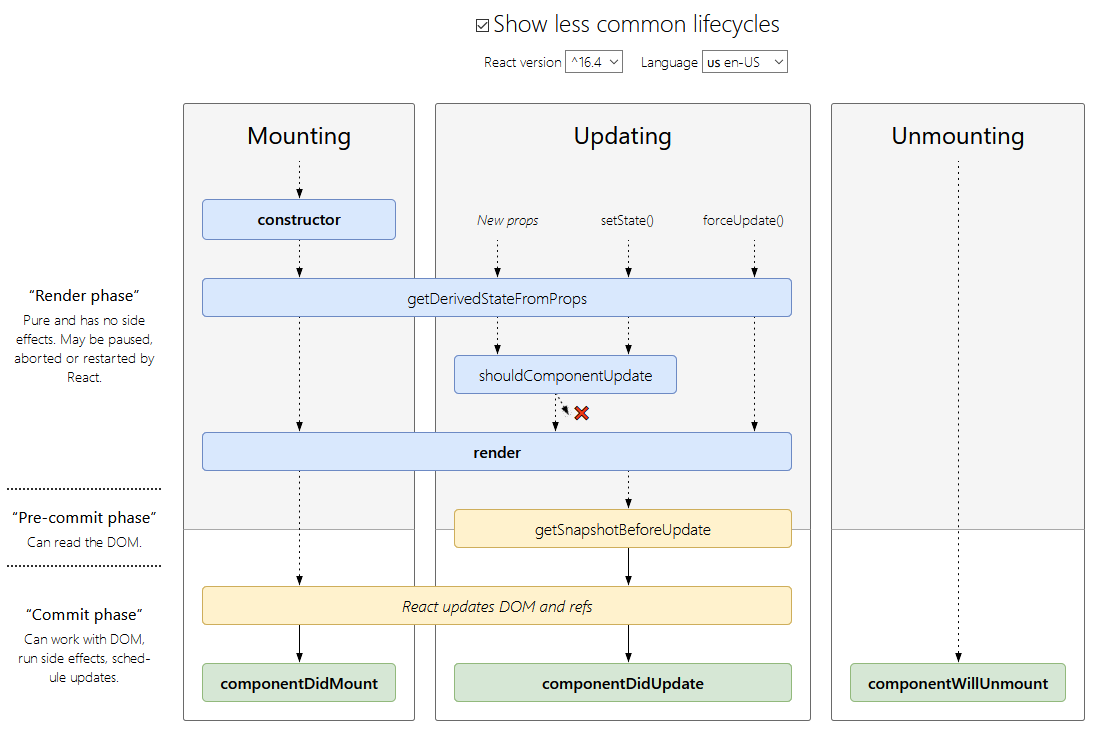 Show less common lifecycles
React version ^16.4 Language us en-US
Mounting
Updating
Unmounting
constructor
New props
setState()
forceUpdate()
getDerivedStateFromProps
“Render phase”
Pure and has no side
effects. May be paused,
aborted or restarted by
React.
shouldComponentUpdate
render
“Pre-commit phase”
Can read the DOM.
getSnapshotBeforeUpdate
React updates DOM and refs
“Commit phase”
Can work with DOM,
run side effects, sched-
ule updates.
componentDidMount
componentDidUpdate
componentWillUnmount